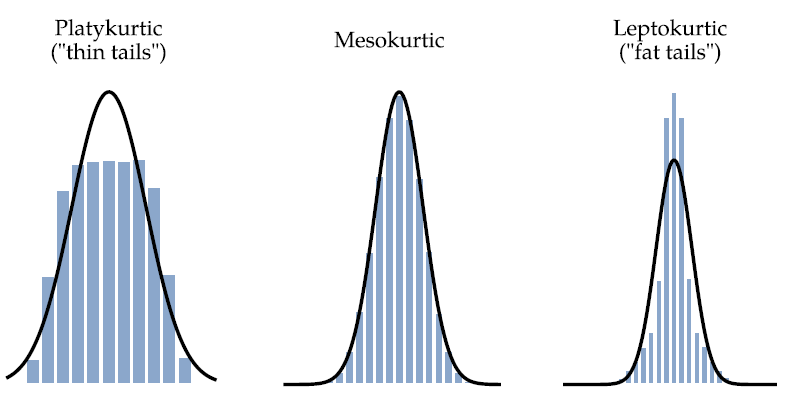 Platykurtic
("thin tails")
Mesokurtic
Leptokurtic
("fat tails")